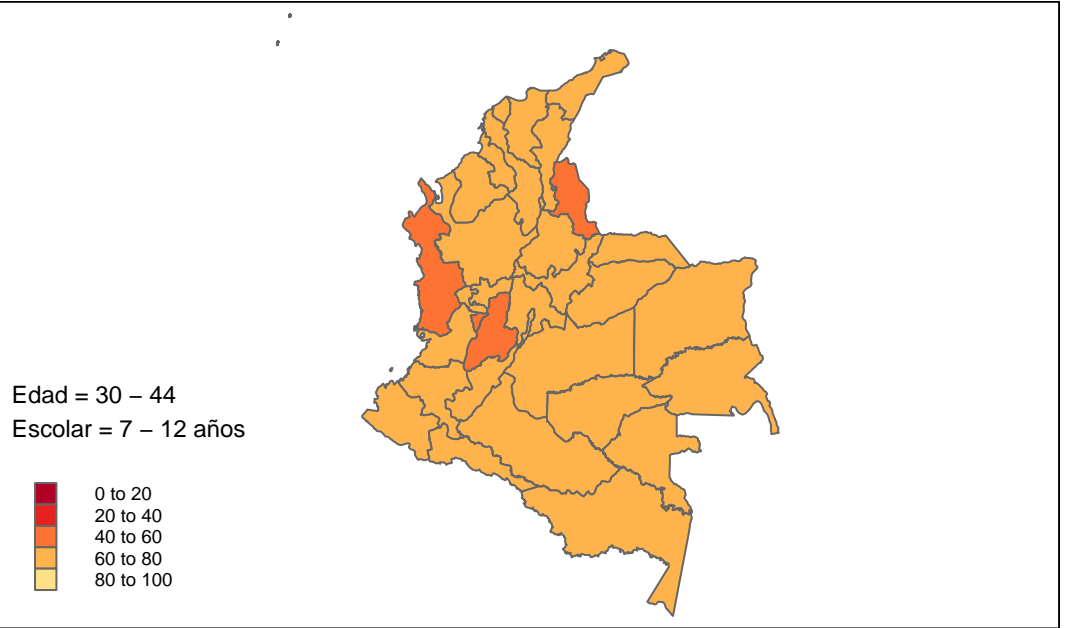 Edad = 30 – 44
Escolar = 7 – 12 años
0 to 20
20 to 40
40 to 60
60 to 80
80 to 100